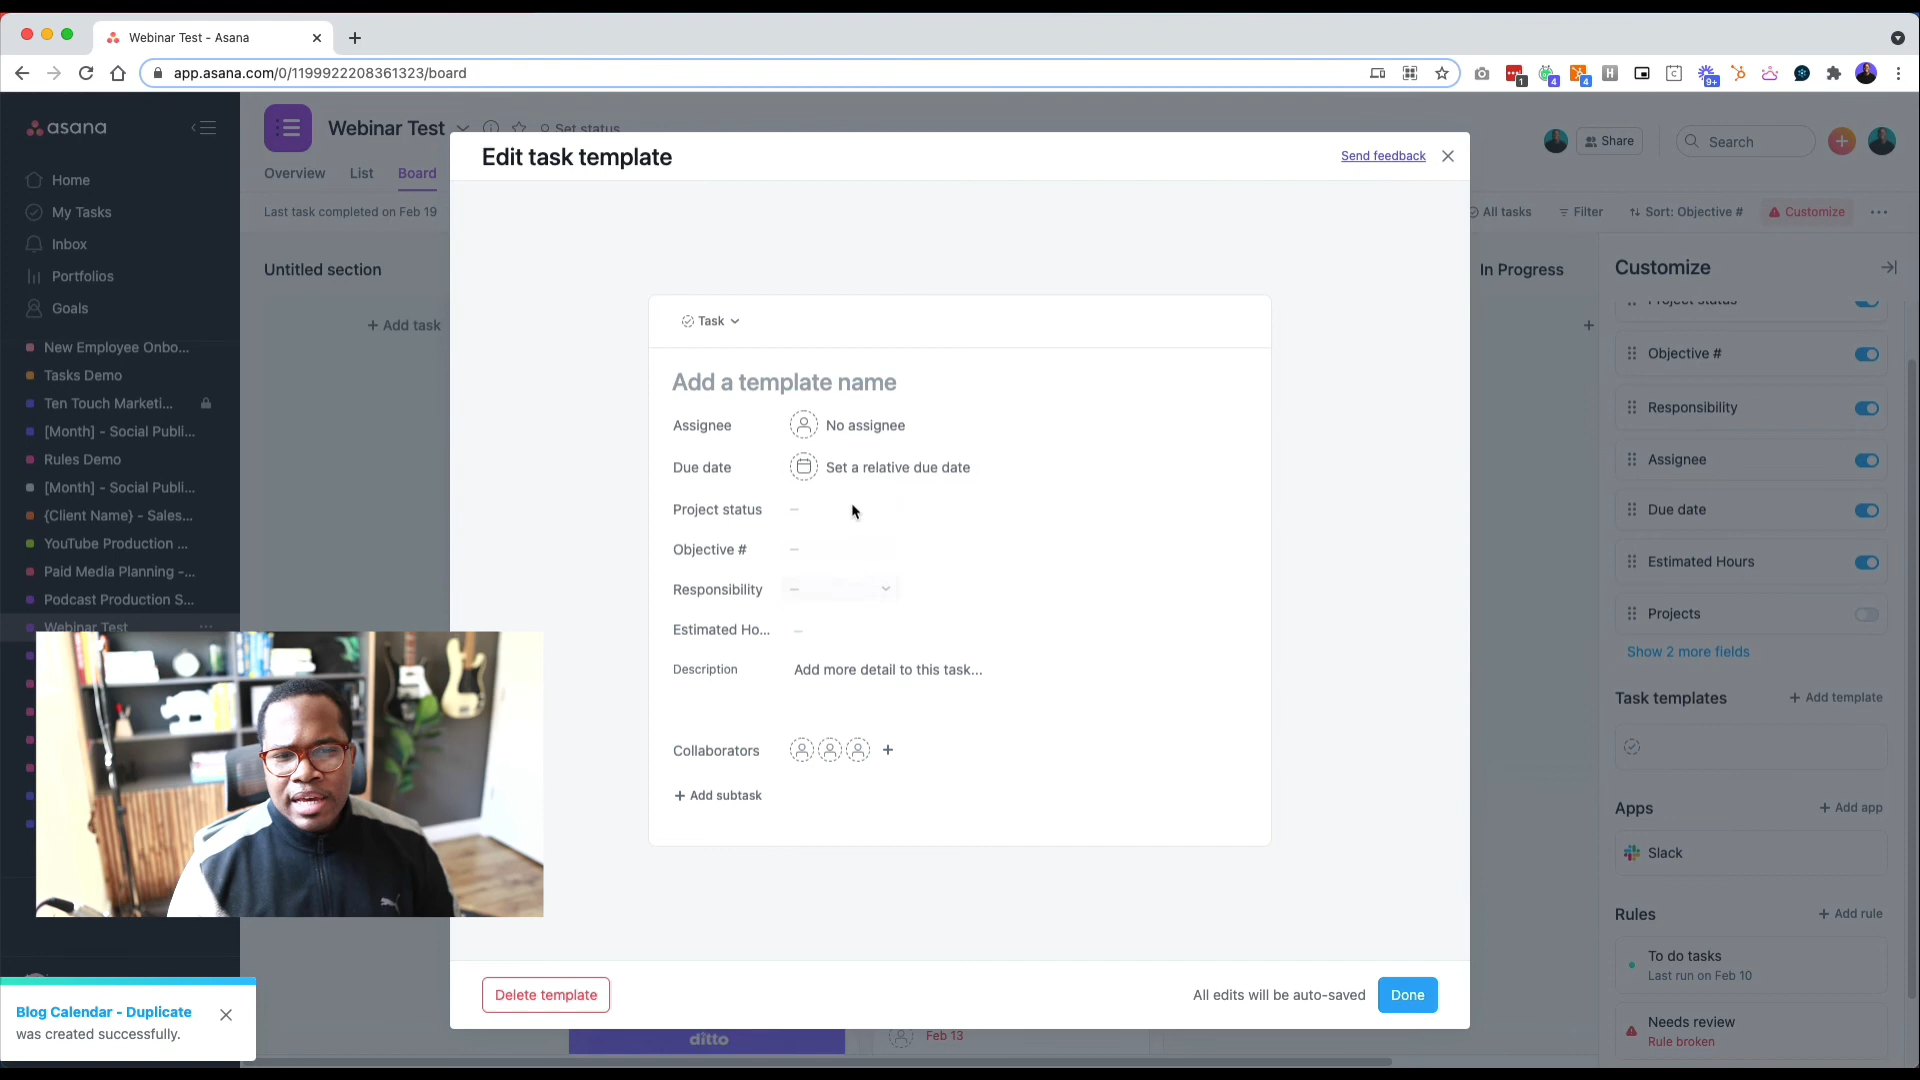 Webinar Test - Asana
app.asana.com/0/1199922208361323/board
1
4
4
9+
asana
Home
My Tasks
Inbox
Portfolios
Goals
New Employee Onbo...
Tasks Demo
Ten Touch Marketi...
[Month] - Social Publi...
Rules Demo
[Month] - Social Publi...
{Client Name} - Sales...
YouTube Production ...
Paid Media Planning -...
Podcast Production S...
Webinar Test
Webinar Test
Set status
Overview
List
Board
Share
Search
Last task completed on Feb 19
All tasks
Filter
Sort: Objective #
Customize
Untitled section
+ Add task
In Progress
Edit task template
Send feedback
Task
Add a template name
Assignee
No assignee
Due date
Set a relative due date
Project status
–
Objective #
–
Responsibility
–
Estimated Ho...
–
Description
Add more detail to this task...
Collaborators
+ Add subtask
Delete template
All edits will be auto-saved
Done
ditto
Feb 13
Customize
Project status
Objective #
Responsibility
Assignee
Due date
Estimated Hours
Projects
Show 2 more fields
Task templates
+ Add template
Apps
+ Add app
Slack
Rules
+ Add rule
To do tasks
Last run on Feb 10
Needs review
Rule broken
Blog Calendar - Duplicate
was created successfully.